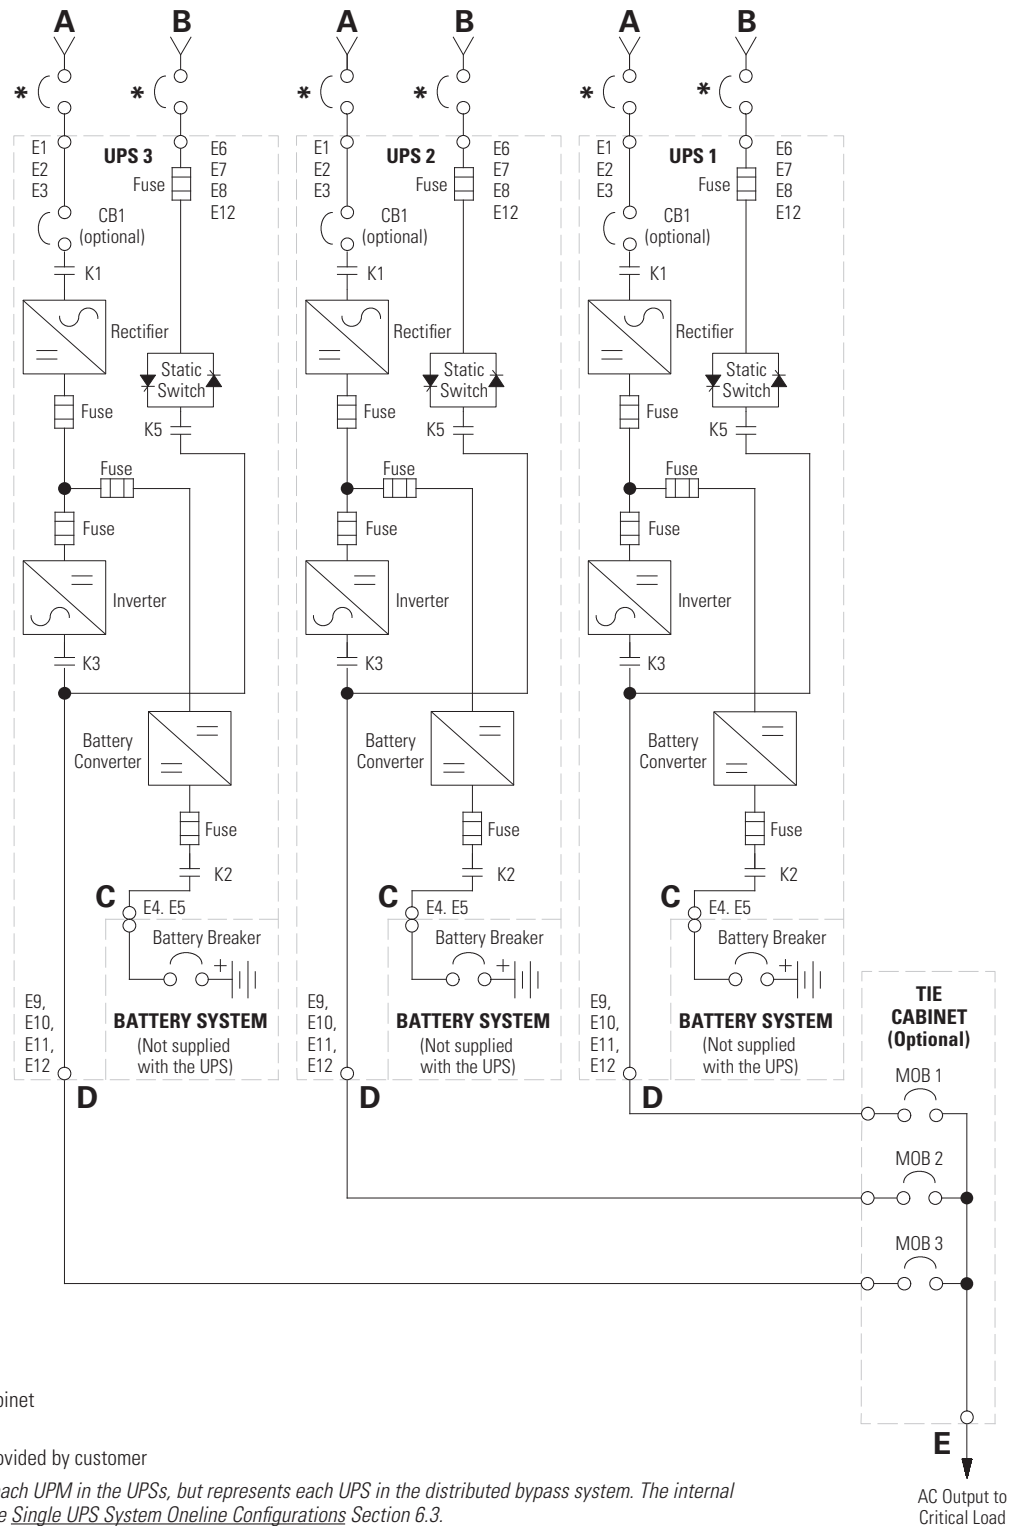 A
B
A
B
A
B
*
*
*
*
*
*
E1
E2
E3
UPS 3
Fuse
E6
E7
E8
E12
CB1
(optional)
K1
Rectifier
Static
Switch
Fuse
K5
Fuse
Fuse
Inverter
K3
Battery
Converter
Fuse
K2
C
E4. E5
Battery Breaker
+
BATTERY SYSTEM
(Not supplied
with the UPS)
E9,
E10,
E11,
E12
D
E1
E2
E3
UPS 2
Fuse
E6
E7
E8
E12
CB1
(optional)
K1
Rectifier
Static
Switch
Fuse
K5
Fuse
Fuse
Inverter
K3
Battery
Converter
Fuse
K2
C
E4. E5
Battery Breaker
+
BATTERY SYSTEM
(Not supplied
with the UPS)
E9,
E10,
E11,
E12
D
E1
E2
E3
UPS 1
Fuse
E6
E7
E8
E12
CB1
(optional)
K1
Rectifier
Static
Switch
Fuse
K5
Fuse
Fuse
Inverter
K3
Battery
Converter
Fuse
K2
C
E4. E5
Battery Breaker
+
BATTERY SYSTEM
(Not supplied
with the UPS)
E9,
E10,
E11,
E12
D
TIE
CABINET
(Optional)
MOB 1
MOB 2
MOB 3
E
AC Output to
Critical Load
binet
ovided by customer
each UPM in the UPSs, but represents each UPS in the distributed bypass system. The internal
e Single UPS System Oneline Configurations Section 6.3.